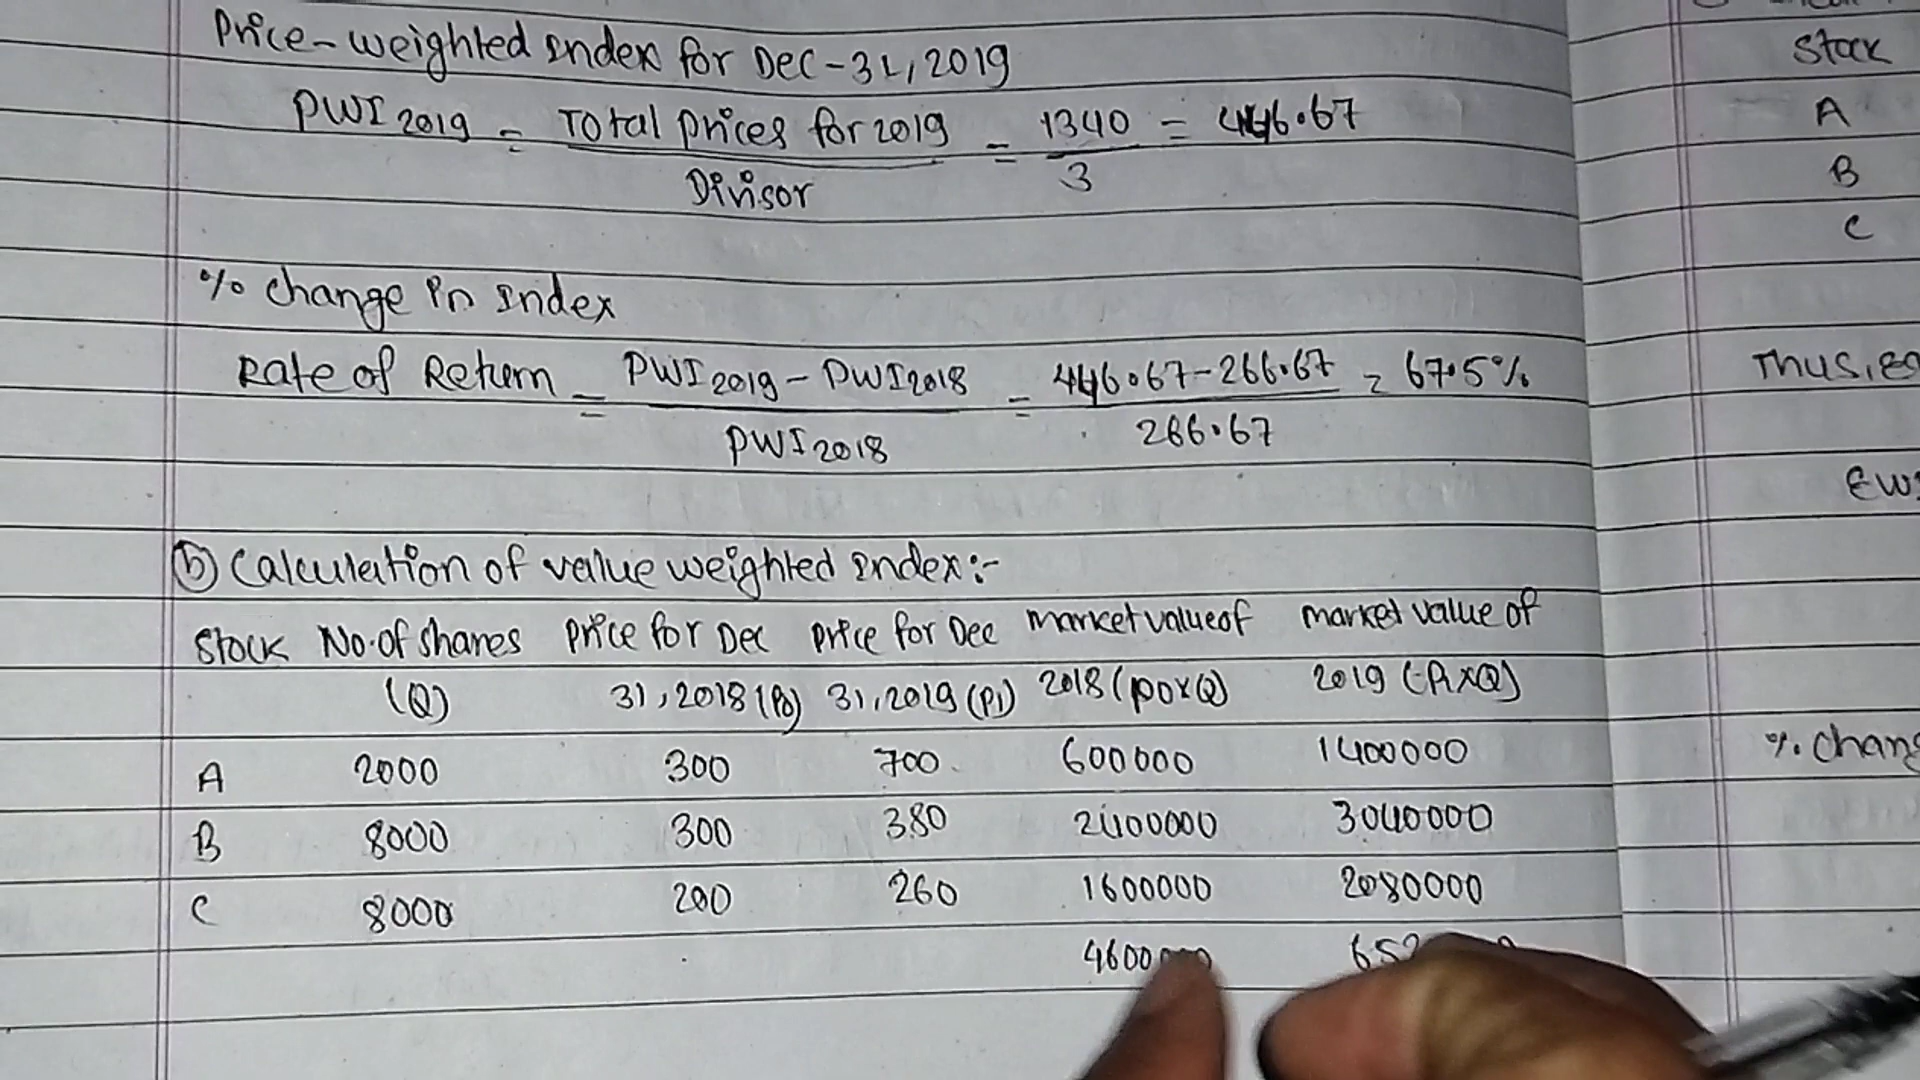 Price-weighted Index for Dec-31, 2019
PWI 2019 = Total Prices for 2019 / Divisor = 1340 / 3 = 446.67
% change in Index
Rate of Return = PWI 2019 - PWI 2018 / PWI 2018 = 446.67-266.67 / 266.67 = 67.5%
b) Calculation of value weighted Index:-
Stock No. of shares Price for Dec Price for Dec market value of market value of
(Q) 31, 2018 (P0) 31, 2019 (P1) 2018 (P0xQ) 2019 (P1xQ)
A 2000 300 700 600000 1400000
B 8000 300 380 2400000 3040000
C 8000 200 260 1600000 2080000
Stock
A
B
C
Thus,